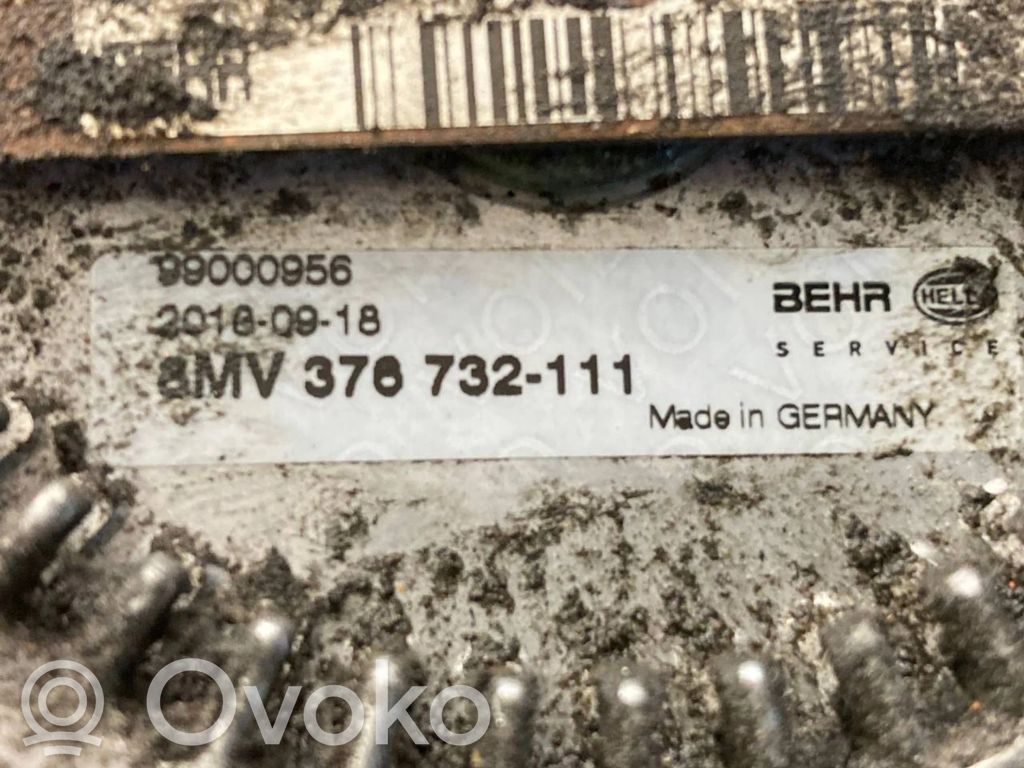 99000956
2016-09-18
8MV 376 732-111
BEHR HELLA
SERVICE
Made in GERMANY
Ovoko